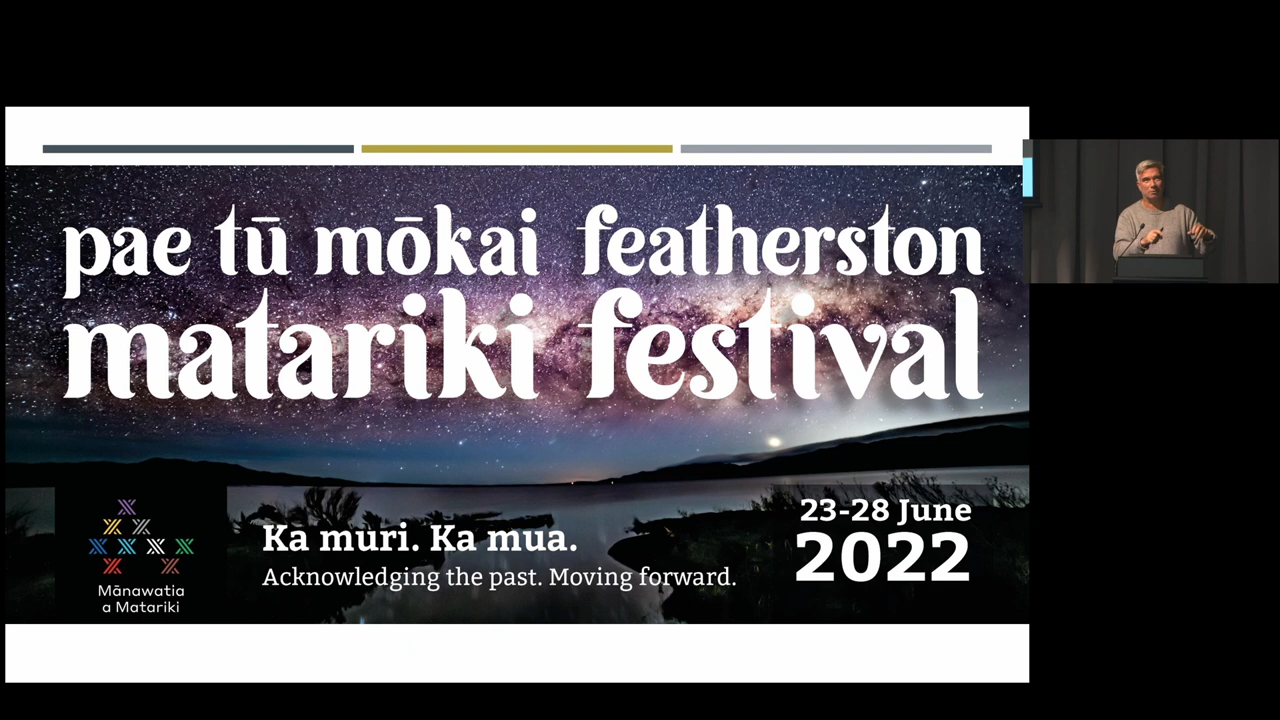 pae tū mōkai featherston
matariki festival
Ka muri. Ka mua.
Acknowledging the past. Moving forward.
23-28 June
2022
Mānawatia
a Matariki